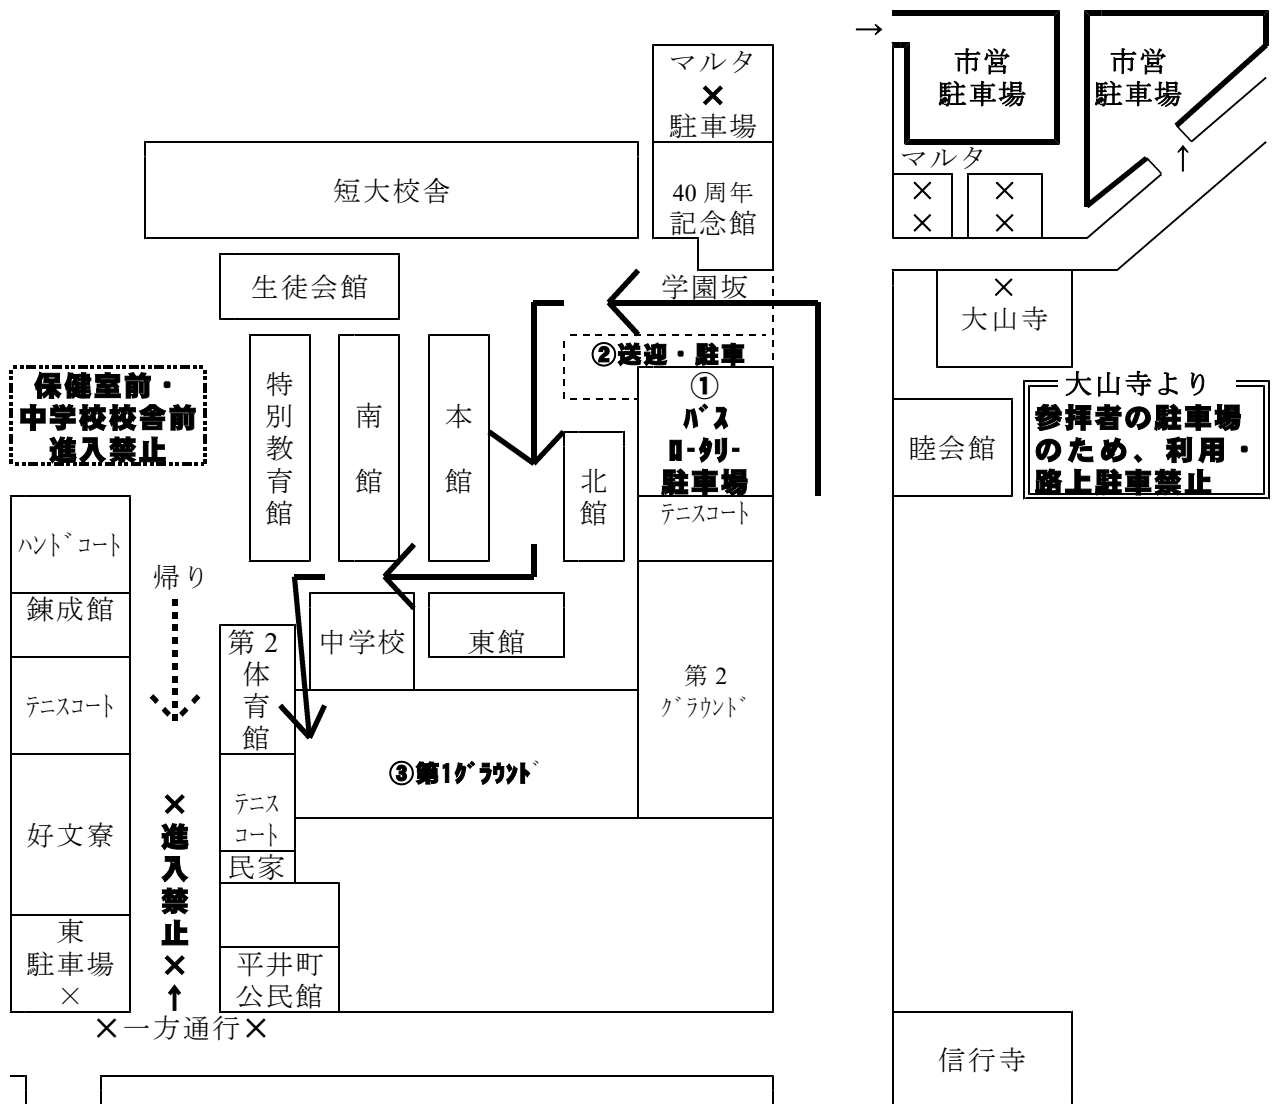 →
市営
駐車場
市営
駐車場
↑
マルタ
×
駐車場
マルタ
×
×
×
×
短大校舎
40 周年
記念館
生徒会館
学園坂
×
大山寺
②送迎・駐車
①
ﾊﾞｽ
ﾛｰﾀﾘｰ
駐車場
保健室前・
中学校校舎前
進入禁止
特
別
教
育
館
南
館
本
館
北
館
睦会館
大山寺より
参拝者の駐車場
のため、利用・
路上駐車禁止
テニスコート
ハンドﾞコート
帰り
錬成館
第２
体
育
館
中学校
東館
第２
グラウンド
テニスコート
③第1グラウンド
テニス
コート
民家
好文寮
×
進
入
禁
止
×
↑
東
駐車場
×
平井町
公民館
×一方通行×
信行寺